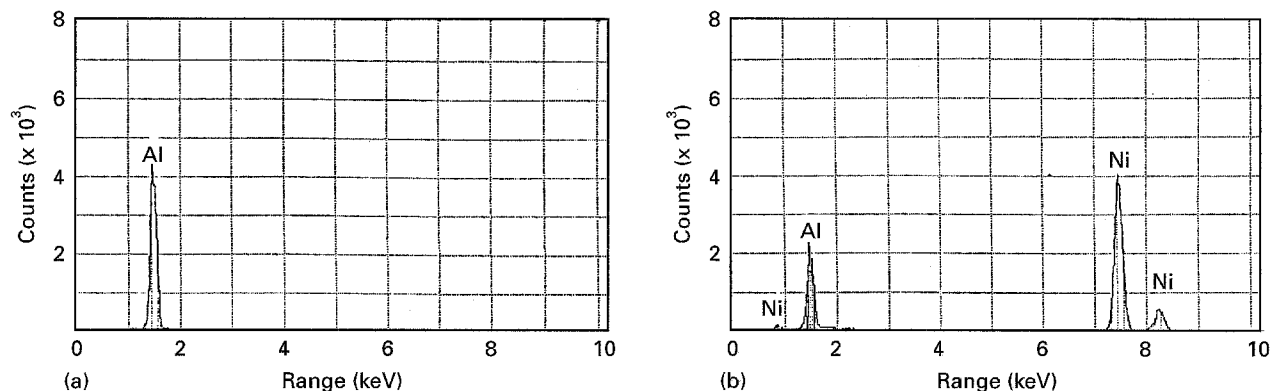 8
6
4
2
Counts (x 10³)
Al
0 2 4 6 8 10
(a) Range (keV)
8
6
4
2
Counts (x 10³)
Ni
Al
Ni
Ni
0 2 4 6 8 10
(b) Range (keV)